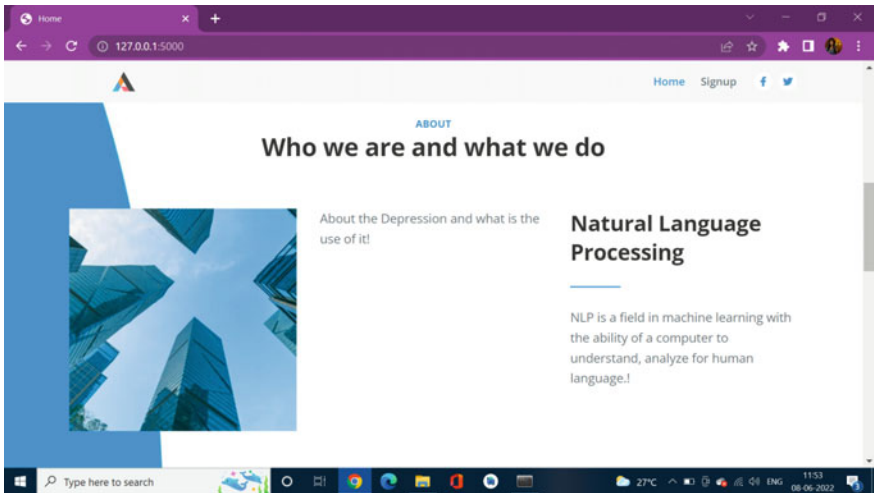 Home
127.0.0.1:5000
Home Signup
ABOUT
Who we are and what we do
About the Depression and what is the
use of it!
Natural Language
Processing
NLP is a field in machine learning with
the ability of a computer to
understand, analyze for human
language.!
Type here to search
27°C
ENG
11:53
08-06-2022